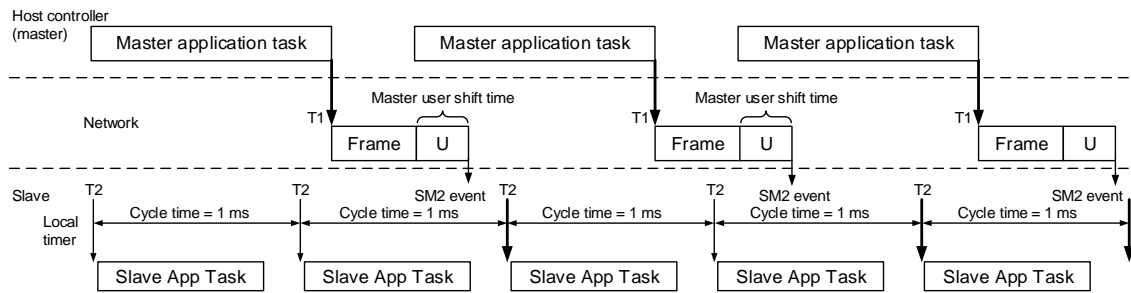 Host controller
(master)
Master application task
Master application task
Master application task
Master user shift time
Master user shift time
Network
T1
T1
T1
Frame
U
Frame
U
Frame
U
Slave
T2
T2
SM2 event
T2
T2
SM2 event
T2
SM2 event
Local
timer
Cycle time = 1 ms
Cycle time = 1 ms
Cycle time = 1 ms
Cycle time = 1 ms
Cycle time = 1 ms
Slave App Task
Slave App Task
Slave App Task
Slave App Task
Slave App Task